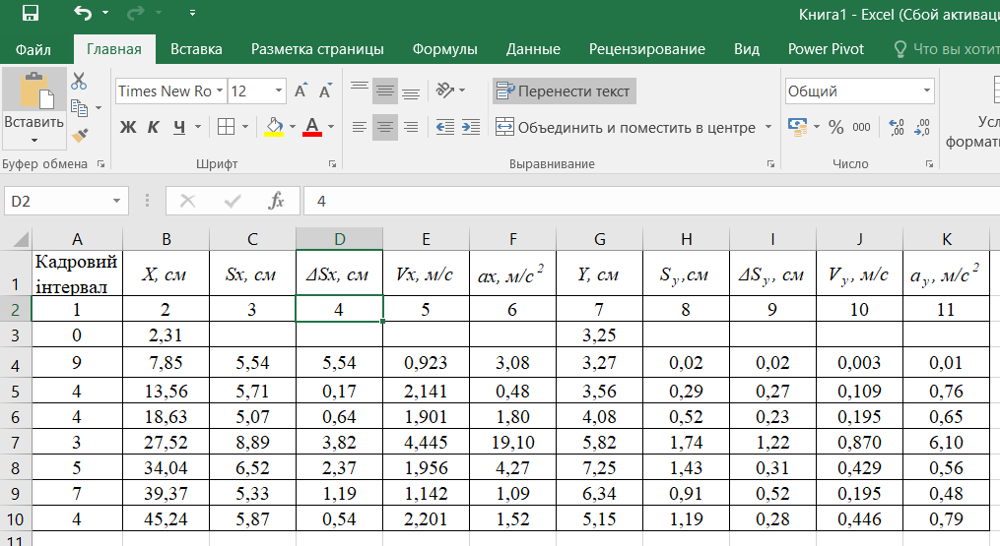 Книга1 - Excel (Сбой активац
Файл Главная Вставка Разметка страницы Формулы Данные Рецензирование Вид Power Pivot Что вы хотит
Вставить
Times New Ro 12
Ж К Ч
Перенести текст
Объединить и поместить в центре
Общий
% 000
Усл
формати
Буфер обмена Шрифт Выравнивание Число
D2 fx 4
A B C D E F G H I J K
1 Кадровий інтервал X, см Sx, см ΔSx, см Vx, м/с ax, м/с² Y, см Sy,см ΔSy, см Vy, м/с ay, м/с²
2 1 2 3 4 5 6 7 8 9 10 11
3 0 2,31 3,25
4 9 7,85 5,54 5,54 0,923 3,08 3,27 0,02 0,02 0,003 0,01
5 4 13,56 5,71 0,17 2,141 0,48 3,56 0,29 0,27 0,109 0,76
6 4 18,63 5,07 0,64 1,901 1,80 4,08 0,52 0,23 0,195 0,65
7 3 27,52 8,89 3,82 4,445 19,10 5,82 1,74 1,22 0,870 6,10
8 5 34,04 6,52 2,37 1,956 4,27 7,25 1,43 0,31 0,429 0,56
9 7 39,37 5,33 1,19 1,142 1,09 6,34 0,91 0,52 0,195 0,48
10 4 45,24 5,87 0,54 2,201 1,52 5,15 1,19 0,28 0,446 0,79
11